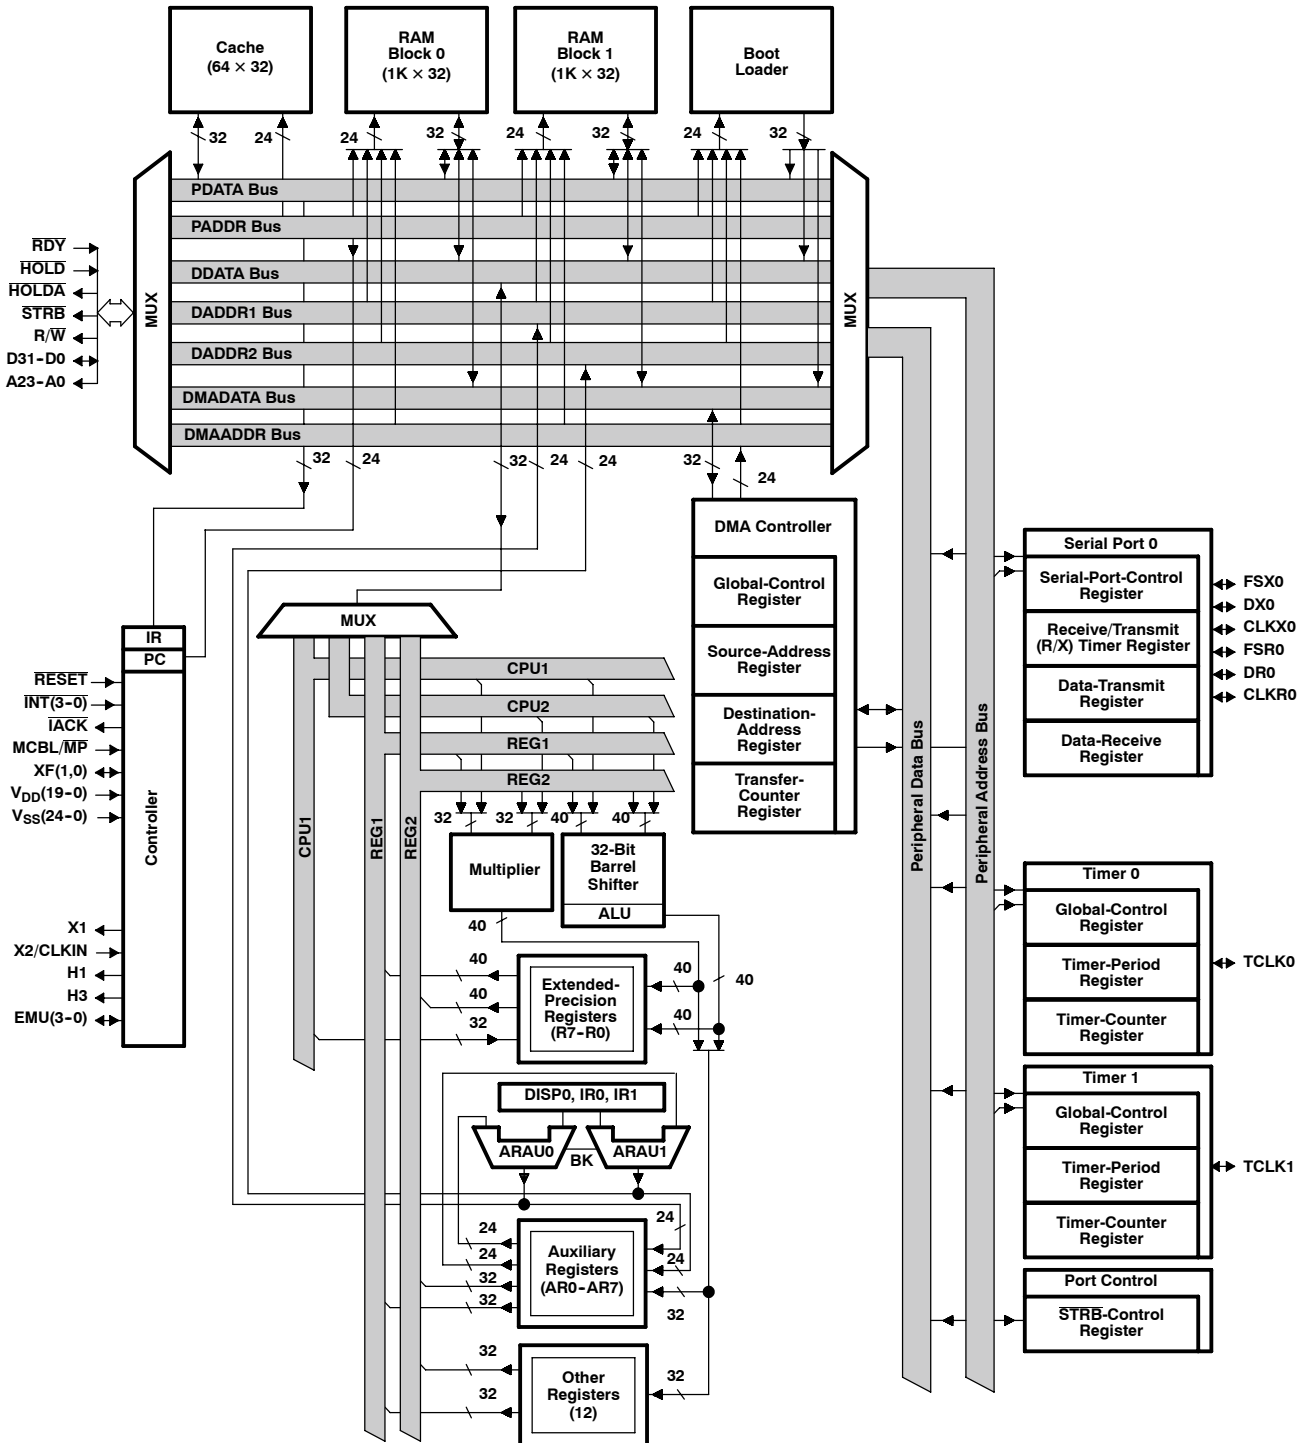 Cache
(64 × 32)
RAM
Block 0
(1K × 32)
RAM
Block 1
(1K × 32)
Boot
Loader
32
24
24
32
24
32
24
32
PDATA Bus
PADDR Bus
DDATA Bus
DADDR1 Bus
DADDR2 Bus
DMADATA Bus
DMAADDR Bus
MUX
MUX
RDY
HOLD
HOLDA
STRB
R/W
D31-D0
A23-A0
32
24
32
24
24
32
24
DMA Controller
Global-Control
Register
Source-Address
Register
Destination-
Address
Register
Transfer-
Counter
Register
Peripheral Data Bus
Peripheral Address Bus
Serial Port 0
Serial-Port-Control
Register
Receive/Transmit
(R/X) Timer Register
Data-Transmit
Register
Data-Receive
Register
FSX0
DX0
CLKX0
FSR0
DR0
CLKR0
IR
PC
Controller
RESET
INT(3-0)
IACK
MCBL/MP
XF(1,0)
VDD(19-0)
VSS(24-0)
X1
X2/CLKIN
H1
H3
EMU(3-0)
MUX
CPU1
CPU2
REG1
REG2
CPU1
REG1
REG2
32
32
40
40
Multiplier
32-Bit
Barrel
Shifter
ALU
40
40
40
32
Extended-
Precision
Registers
(R7-R0)
40
40
40
Timer 0
Global-Control
Register
Timer-Period
Register
Timer-Counter
Register
TCLK0
DISP0, IR0, IR1
ARAU0
BK
ARAU1
24
24
32
32
Auxiliary
Registers
(AR0-AR7)
24
24
32
Timer 1
Global-Control
Register
Timer-Period
Register
Timer-Counter
Register
TCLK1
32
32
Other
Registers
(12)
32
Port Control
STRB-Control
Register